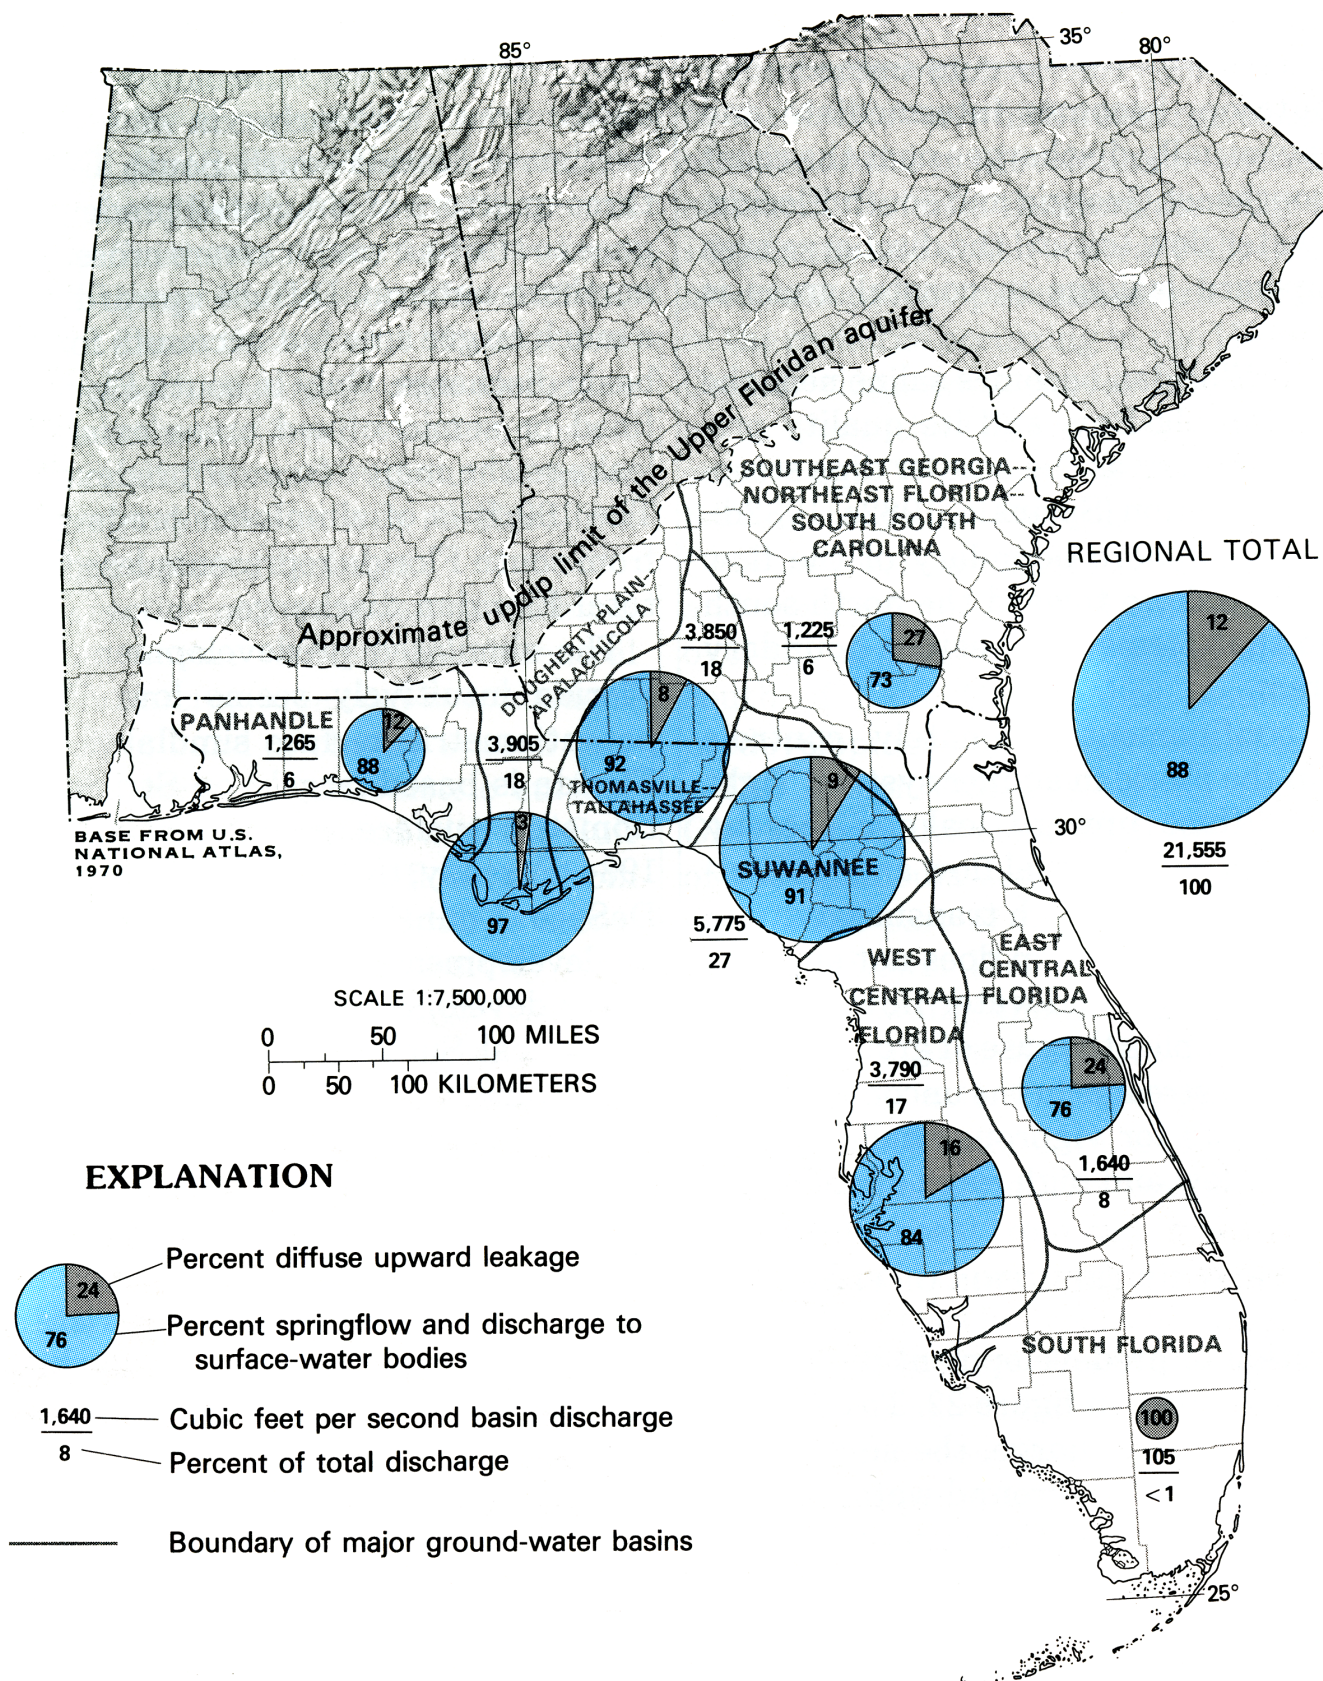 85°
35°
80°
Approximate updip limit of the Upper Floridan aquifer
SOUTHEAST GEORGIA--
NORTHEAST FLORIDA--
SOUTH SOUTH
CAROLINA
REGIONAL TOTAL
12
88
21,555
100
DOUGHERTY PLAIN--
APALACHICOLA
3,850
18
1,225
6
27
73
PANHANDLE
1,265
6
12
88
3,905
18
8
92
THOMASVILLE--
TALLAHASSEE
9
SUWANNEE
91
3
97
5,775
27
30°
BASE FROM U.S.
NATIONAL ATLAS,
1970
WEST
CENTRAL
FLORIDA
3,790
17
EAST
CENTRAL
FLORIDA
24
76
1,640
8
16
84
SCALE 1:7,500,000
0 50 100 MILES
0 50 100 KILOMETERS
SOUTH FLORIDA
100
105
<1
25°
EXPLANATION
24
76
Percent diffuse upward leakage
Percent springflow and discharge to
surface-water bodies
1,640
8
Cubic feet per second basin discharge
Percent of total discharge
Boundary of major ground-water basins